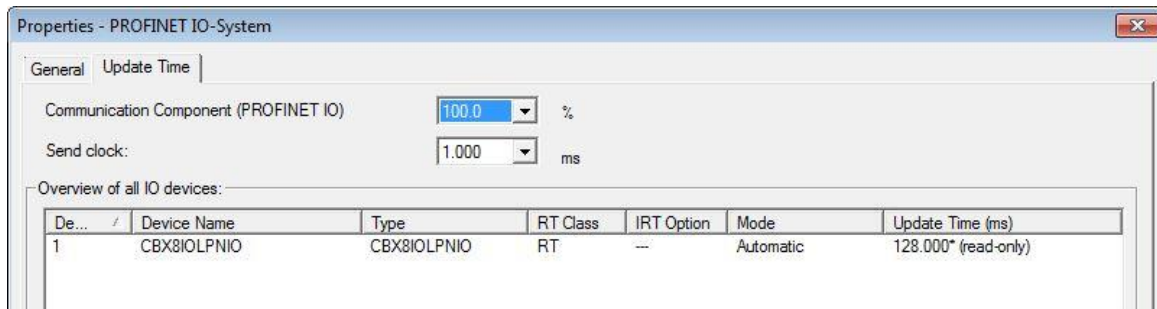 Properties - PROFINET IO-System
General Update Time
Communication Component (PROFINET IO) 100.0 %
Send clock: 1.000 ms
Overview of all IO devices:
De... / Device Name Type RT Class IRT Option Mode Update Time (ms)
1 CBX8IOLPNIO CBX8IOLPNIO RT --- Automatic 128.000* (read-only)